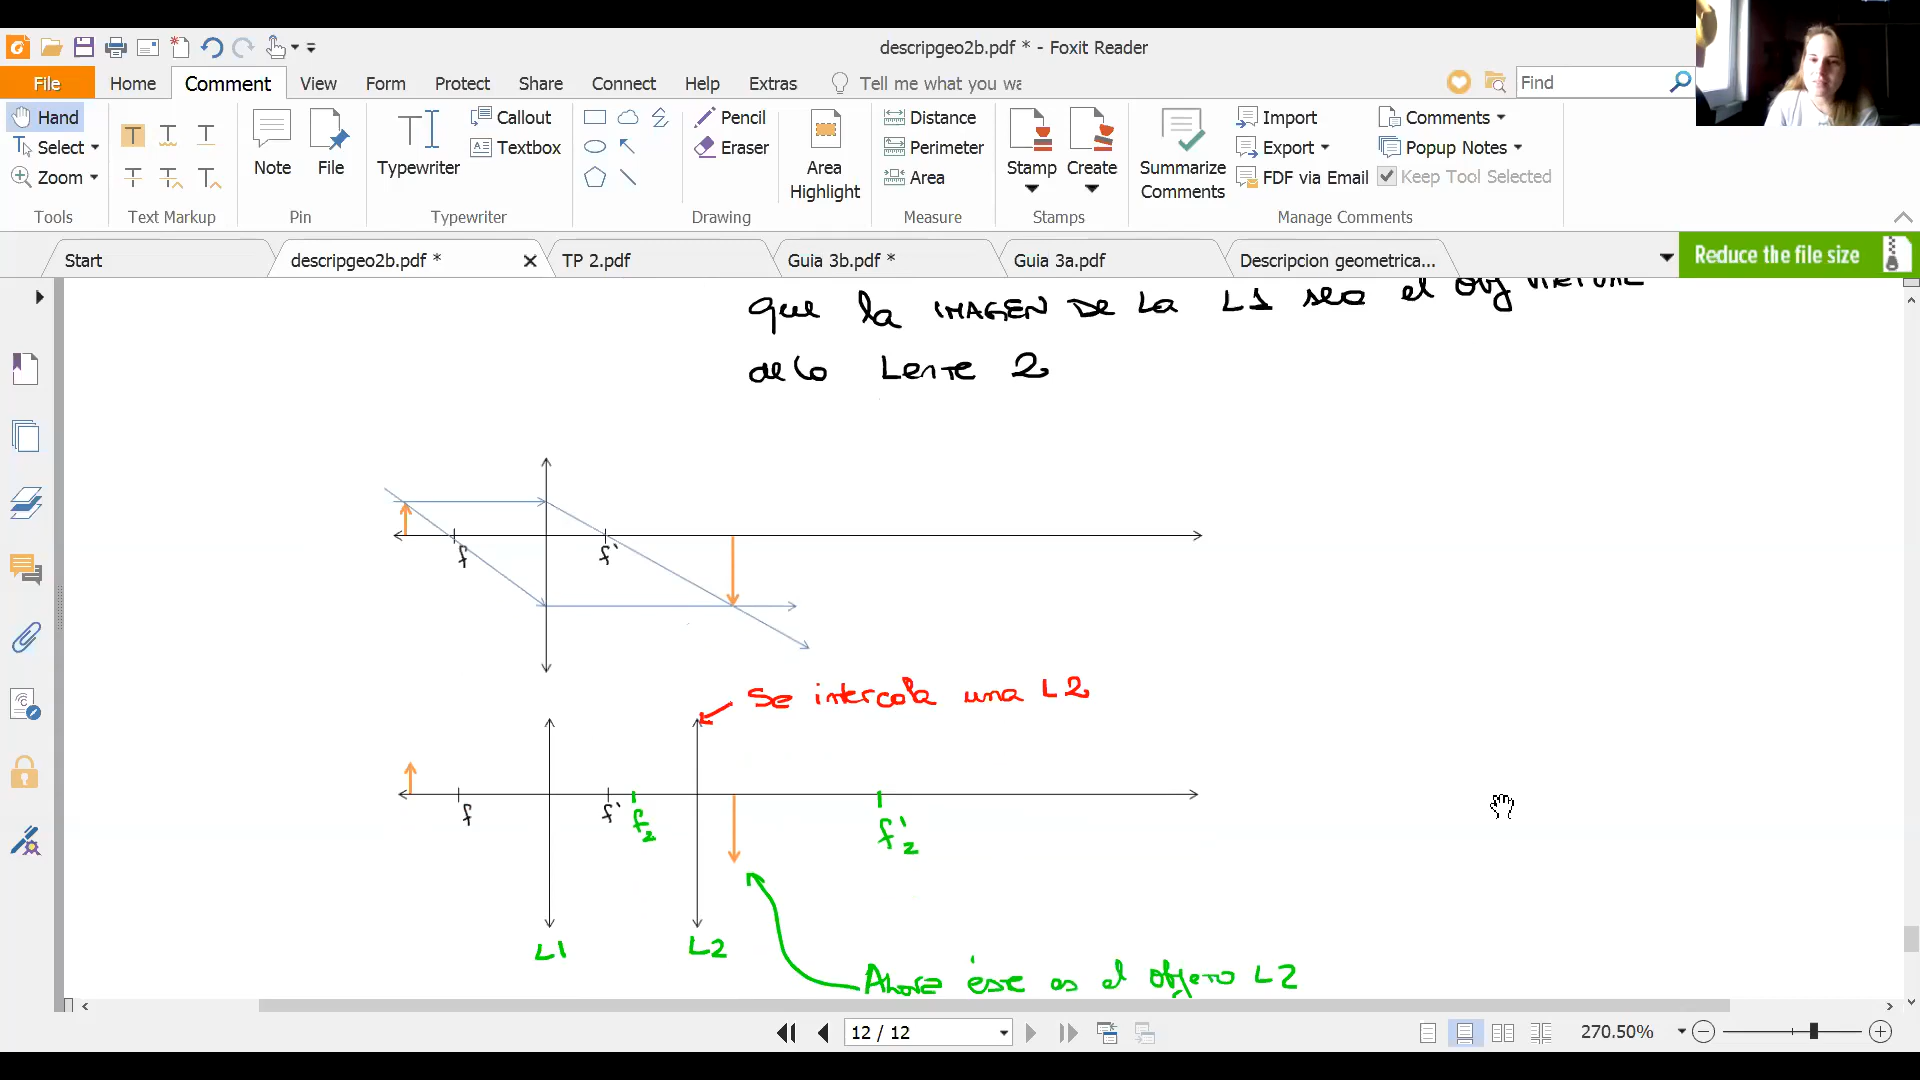 descripgeo2b.pdf * - Foxit Reader
File Home Comment View Form Protect Share Connect Help Extras Tell me what you wa Find
Hand
Select
Zoom
Tools
Text Markup
Note
File
Pin
Typewriter
Callout
Textbox
Typewriter
Pencil
Eraser
Drawing
Area
Highlight
Distance
Perimeter
Area
Measure
Stamp
Create
Stamps
Summarize
Comments
Import
Export
FDF via Email
Comments
Popup Notes
Keep Tool Selected
Manage Comments
Start descripgeo2b.pdf * TP 2.pdf Guia 3b.pdf * Guia 3a.pdf Descripcion geometrica... Reduce the file size
que la IMAGEN DE LA L1 sea el obj VIRTUAL
de la Lente 2
f f'
Se intercala una L2
f f' f2 f'2
L1 L2
Ahora éste es el objeto L2
12 / 12
270.50%